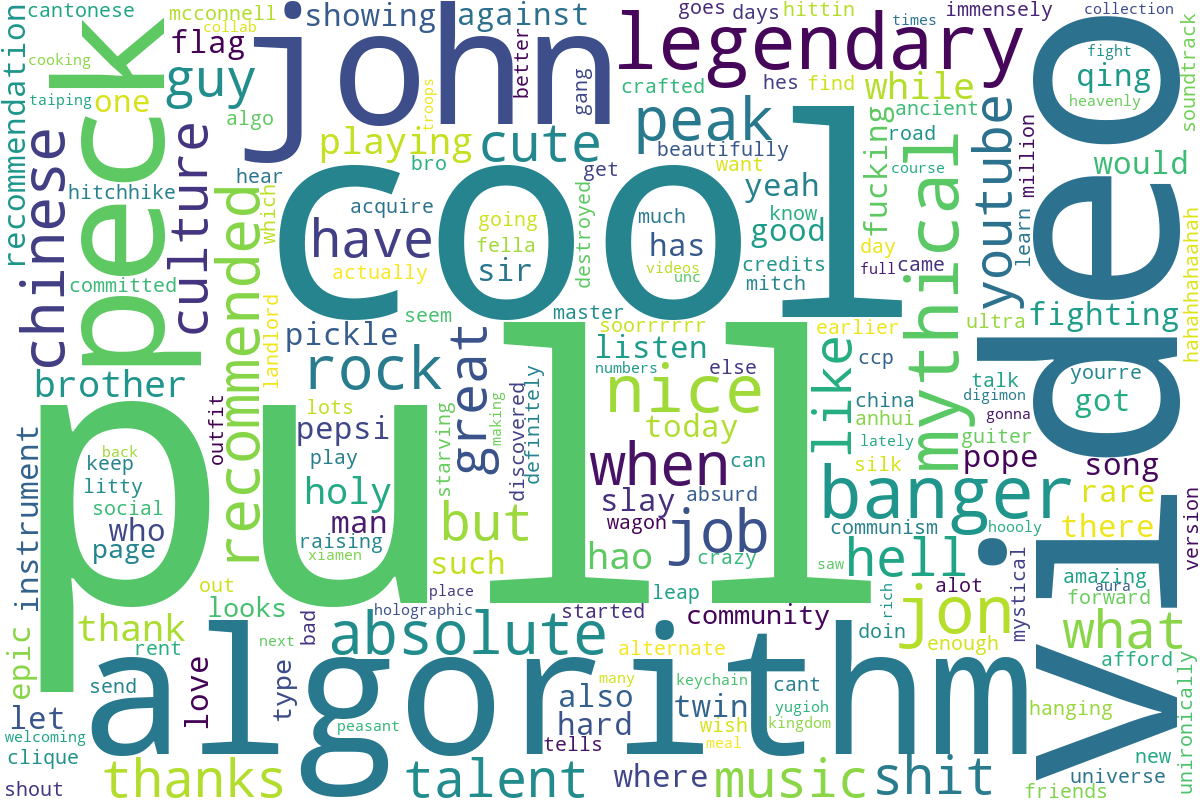 cantonese
mcconnell
collab
showing
against
goes
days
hittin
immensely
times
collection
recommendation
cooking
taiping
peck
flag
guy
one
john
better
gang
troops
legendary
crafted
hes
find
while
ancient
fight
qing
heavenly
soundtrack
video
algo
playing
cute
peak
beautifully
road
course
million
would
chinese
culture
hear
bro
get
want
yeah
fucking
mythical
youtube
hitchhike
recommended
which
acquire
have
cool
going
fella
sir
actually
destroyed
much
has
videos
unc
know
good
credits
mitch
day
full
came
learn
committed
landlord
seem
master
soorrrrrr
earlier
ultra
fighting
hahahhahaahah
pickle
rock
great
listen
numbers
else
like
ccp
talk
yourre
digimon
got
brother
outfit
lots
pepsi
starving
making
discovered
definitely
nice
today
china
anhui
gonna
guiter
lately
instrument
back
keep
litty
social
who
page
play
holy
man
raising
xiamen
pull
but
when
can
slay
absurd
wagon
job
silk
banger
communism
hoooly
pope
song
rare
there
version
such
hao
crazy
saw
hell
amazing
aura
forward
out
looks
place
holographic
started
leap
community
doin
rich
alot
jon
enough
mystical
what
epic
thank
rent
next
bad
absolute
alternate
afford
unironically
send
love
algorithm
type
many
also
hard
keychain
twin
cant
yugioh
wish
kingdom
meal
hanging
let
welcoming
clique
peasant
tells
new
universe
shout
thanks
talent
where
music
shit
friends